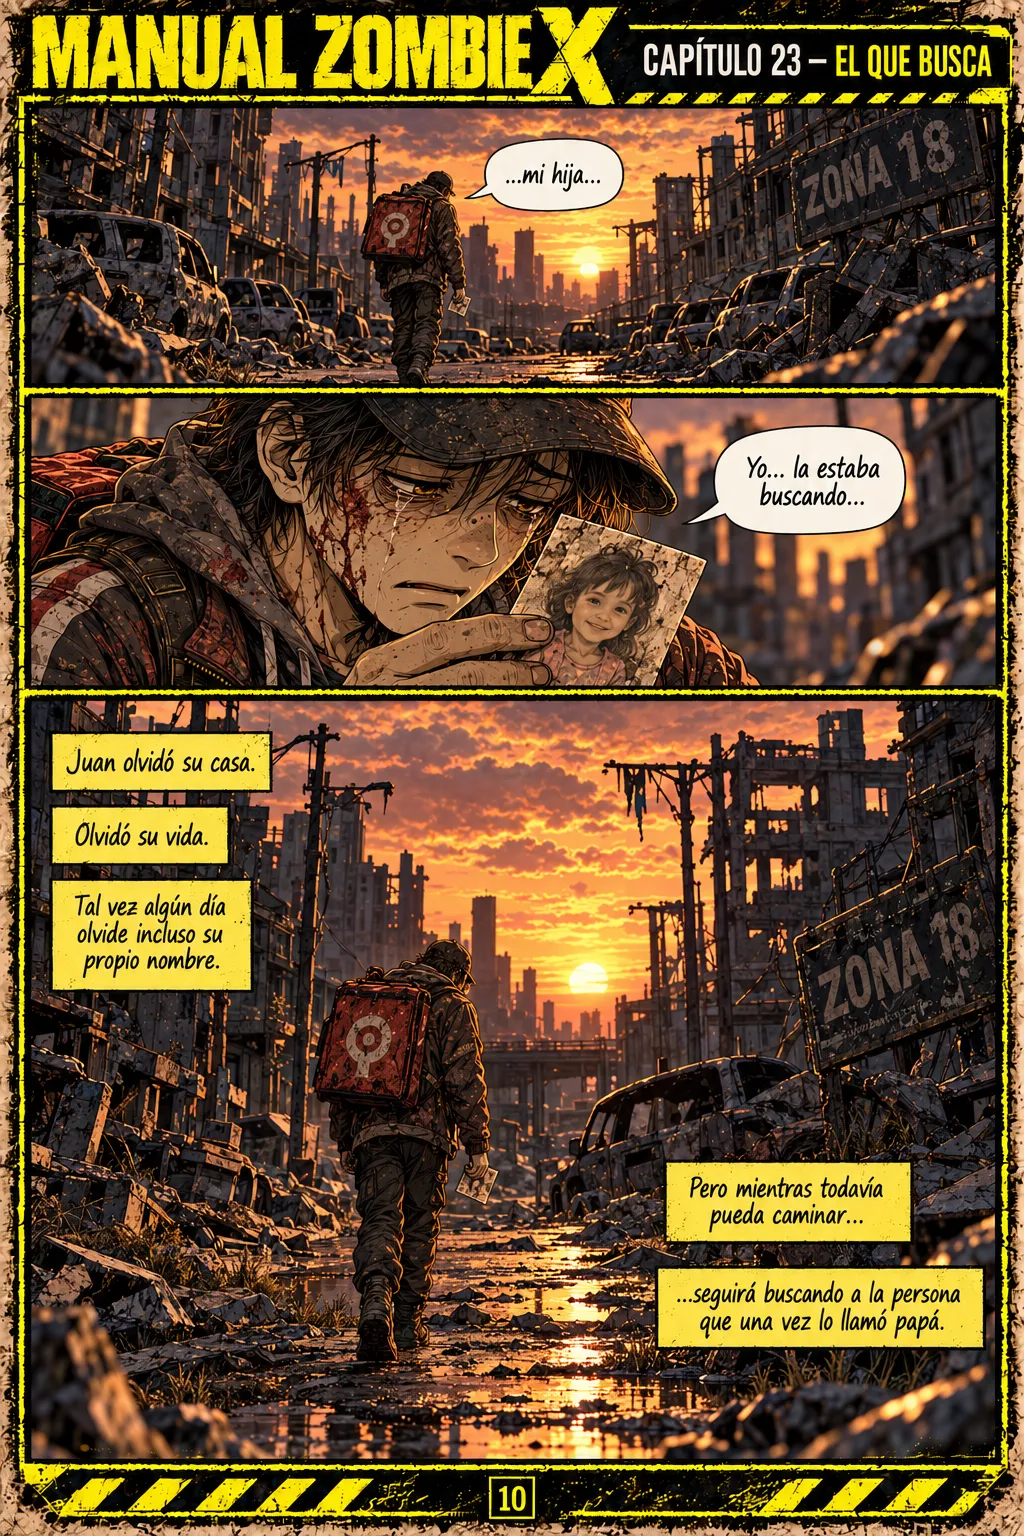 MANUAL ZOMBIE X
CAPÍTULO 23 – EL QUE BUSCA
...mi hija...
ZONA 18
Yo... la estaba
buscando...
Juan olvidó su casa.
Olvidó su vida.
Tal vez algún día
olvide incluso su
propio nombre.
ZONA 18
Pero mientras todavía
pueda caminar...
...seguirá buscando a la persona
que una vez lo llamó papá.
10